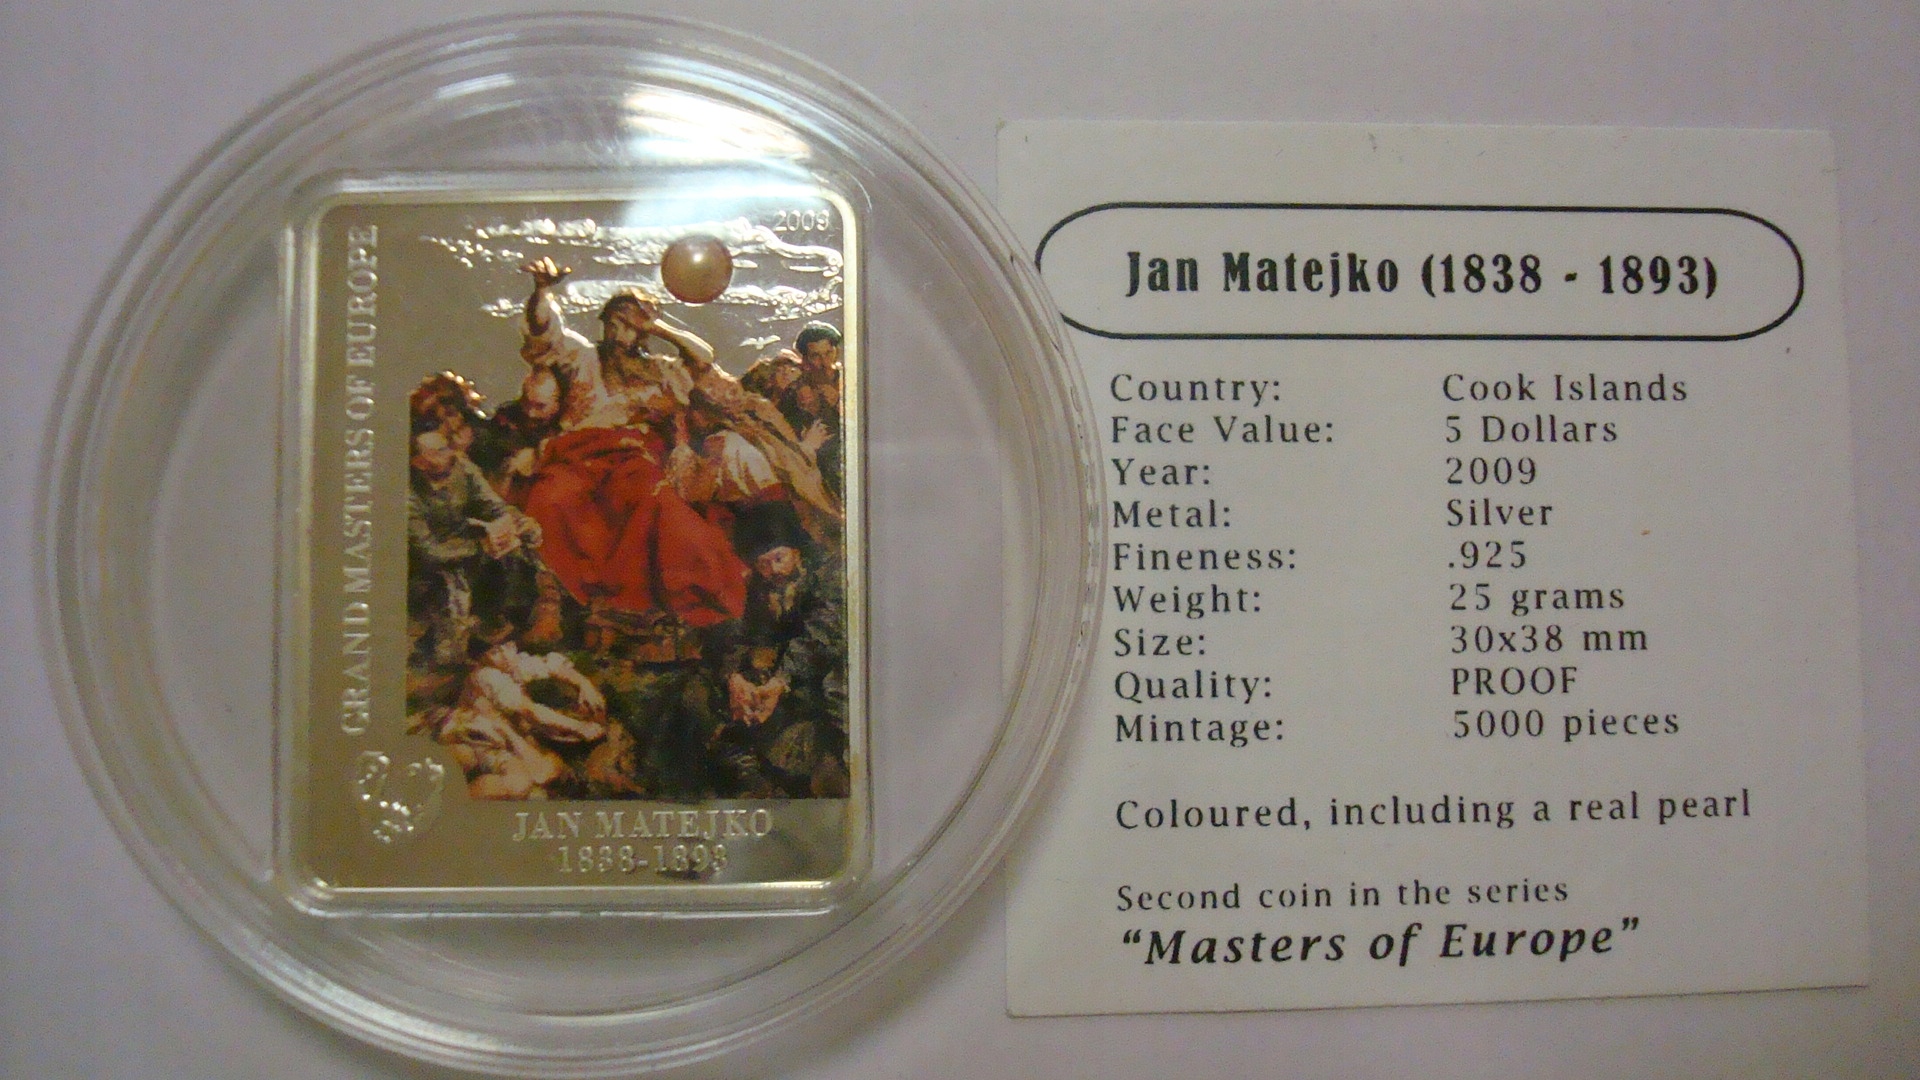 2009
GRAND MASTERS OF EUROPE
JAN MATEJKO
1838-1893
Jan Matejko (1838 - 1893)
Country: Cook Islands
Face Value: 5 Dollars
Year: 2009
Metal: Silver
Fineness: .925
Weight: 25 grams
Size: 30x38 mm
Quality: PROOF
Mintage: 5000 pieces
Coloured, including a real pearl
Second coin in the series
“Masters of Europe”